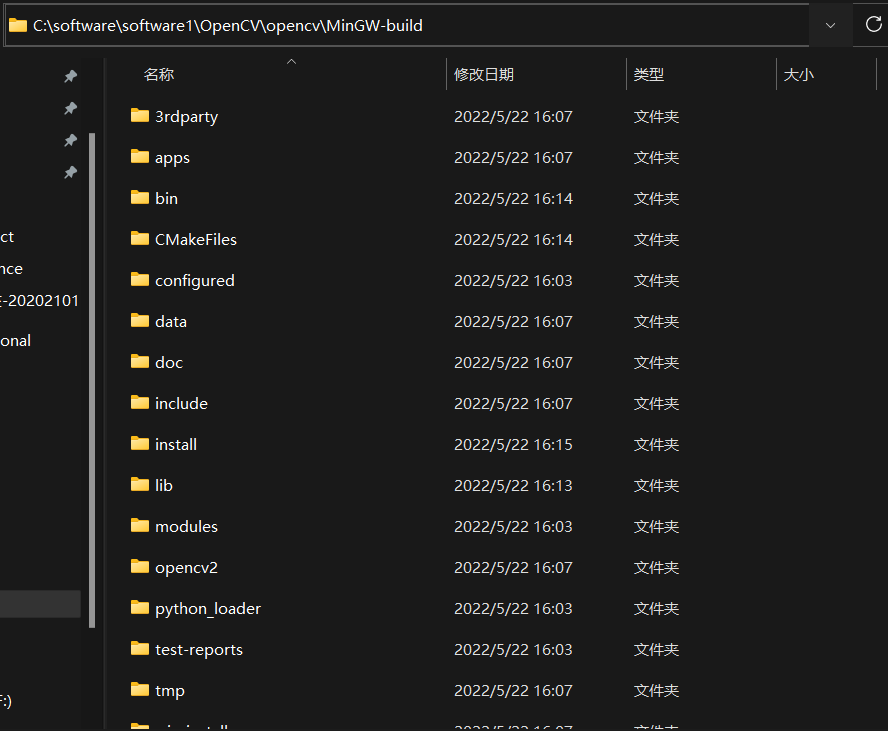 C:\software\software1\OpenCV\opencv\MinGW-build
名称 修改日期 类型 大小
3rdparty 2022/5/22 16:07 文件夹
apps 2022/5/22 16:07 文件夹
bin 2022/5/22 16:14 文件夹
ct
CMakeFiles 2022/5/22 16:14 文件夹
nce
configured 2022/5/22 16:03 文件夹
-20202101
data 2022/5/22 16:07 文件夹
onal
doc 2022/5/22 16:07 文件夹
include 2022/5/22 16:07 文件夹
install 2022/5/22 16:15 文件夹
lib 2022/5/22 16:13 文件夹
modules 2022/5/22 16:03 文件夹
opencv2 2022/5/22 16:07 文件夹
python_loader 2022/5/22 16:03 文件夹
test-reports 2022/5/22 16:03 文件夹
tmp 2022/5/22 16:07 文件夹
:)